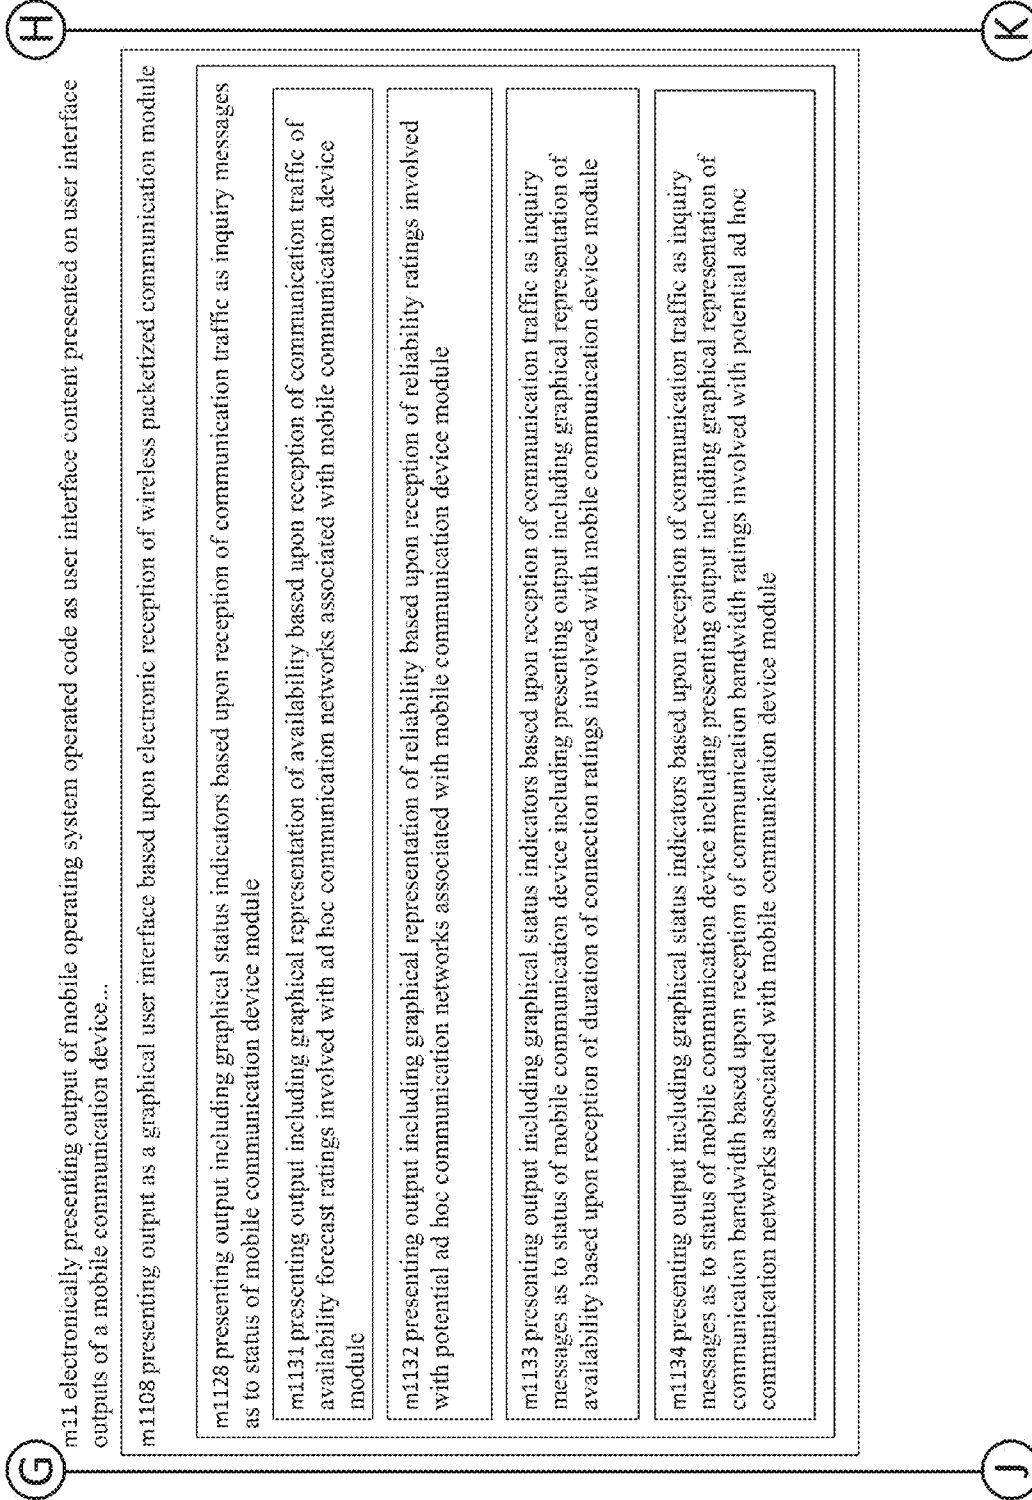 G
H
m11 electronically presenting output of mobile operating system operated code as user interface content presented on user interface
outputs of a mobile communication device...
m1108 presenting output as a graphical user interface based upon electronic reception of wireless packetized communication module
m1128 presenting output including graphical status indicators based upon reception of communication traffic as inquiry messages
as to status of mobile communication device module
m1131 presenting output including graphical representation of availability based upon reception of communication traffic of
availability forecast ratings involved with ad hoc communication networks associated with mobile communication device
module
m1132 presenting output including graphical representation of reliability based upon reception of reliability ratings involved
with potential ad hoc communication networks associated with mobile communication device module
m1133 presenting output including graphical status indicators based upon reception of communication traffic as inquiry
messages as to status of mobile communication device including presenting output including graphical representation of
availability based upon reception of duration of connection ratings involved with mobile communication device module
m1134 presenting output including graphical status indicators based upon reception of communication traffic as inquiry
messages as to status of mobile communication device including presenting output including graphical representation of
communication bandwidth based upon reception of communication bandwidth ratings involved with potential ad hoc
communication networks associated with mobile communication device module
J
K